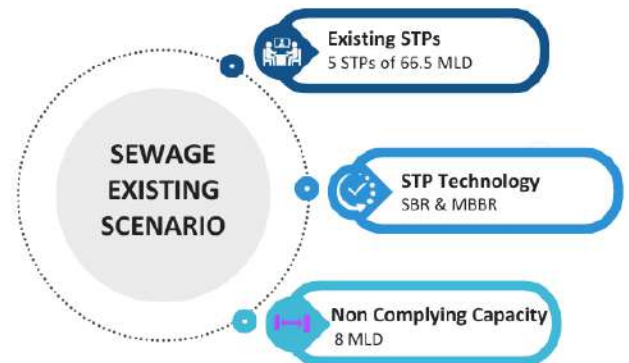 SEWAGE
EXISTING
SCENARIO
Existing STPs
5 STPs of 66.5 MLD
STP Technology
SBR & MBBR
Non Complying Capacity
8 MLD